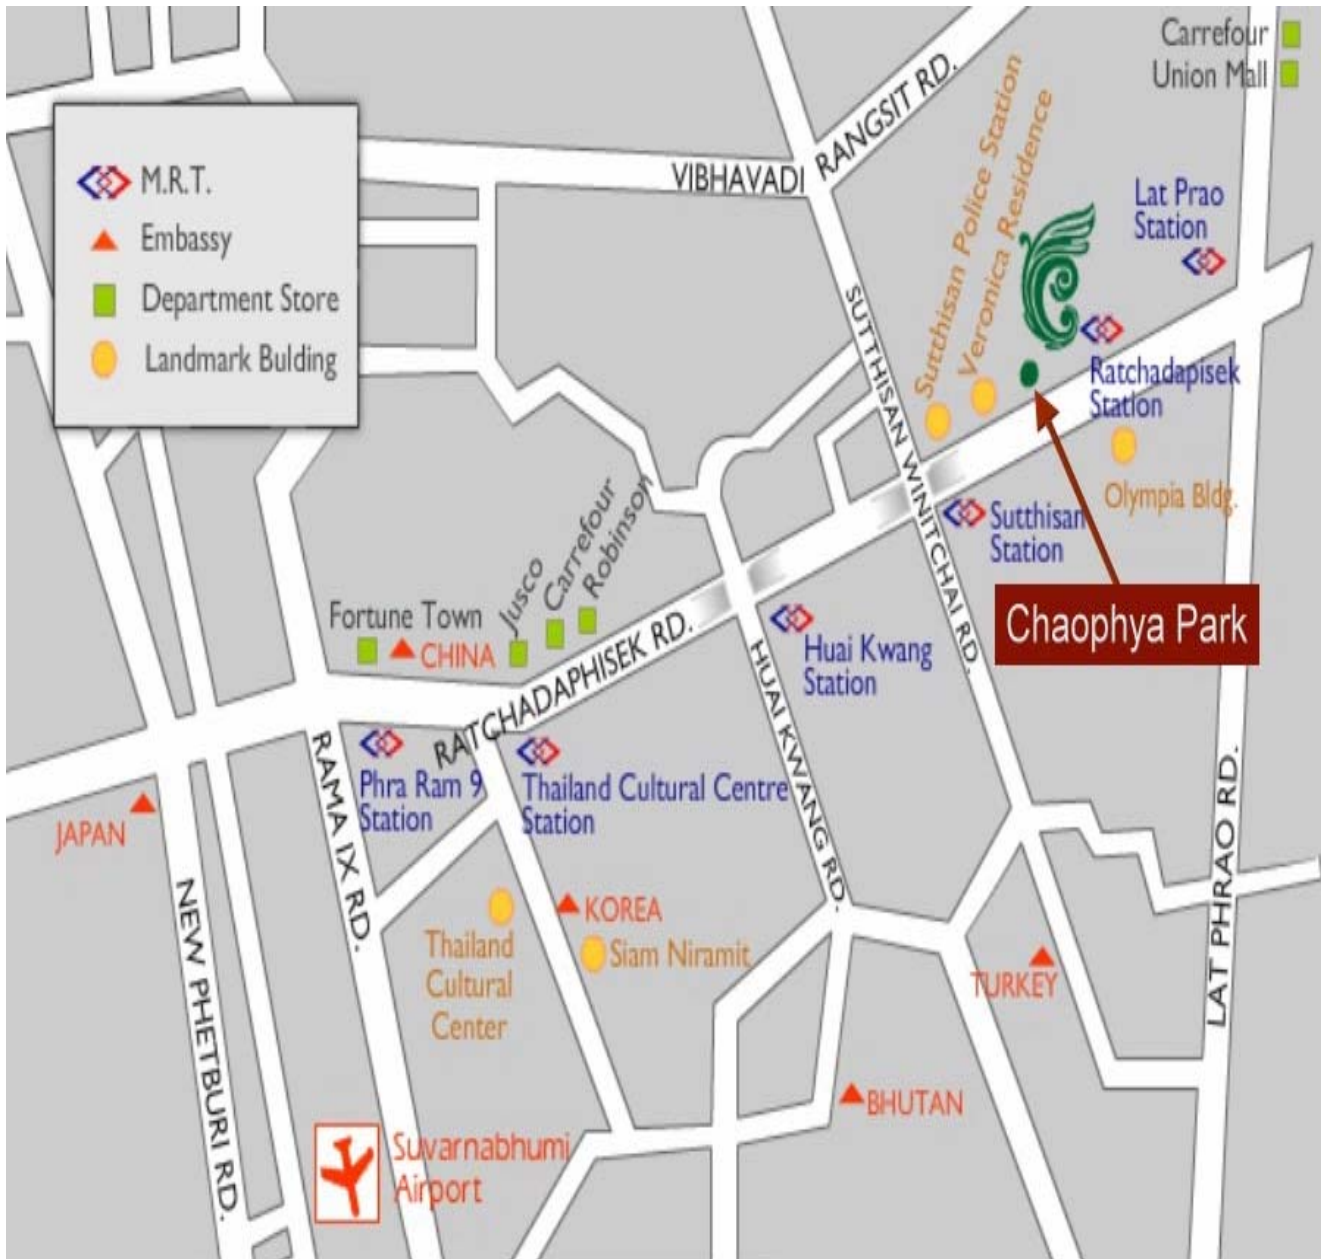 Carrefour
Union Mall
M.R.T.
Embassy
Department Store
Landmark Bulding
VIBHAVADI RANGSIT RD.
Sutthisan Police Station
Veronica Residence
Lat Prao
Station
SUTTHISAN WINITCHAI RD.
Ratchadapisek
Station
Olympia Bldg.
Sutthisan
Station
Chaophya Park
Fortune Town
CHINA
Jusco
Carrefour
Robinson
RATCHADAPHISEK RD.
Huai Kwang
Station
HUAI KWANG RD.
Phra Ram 9
Station
Thailand Cultural Centre
Station
RAMA IX RD.
JAPAN
NEW PHETBURI RD.
LAT PHRAO RD.
KOREA
Siam Niramit
Thailand
Cultural
Center
TURKEY
BHUTAN
Suvarnabhumi
Airport